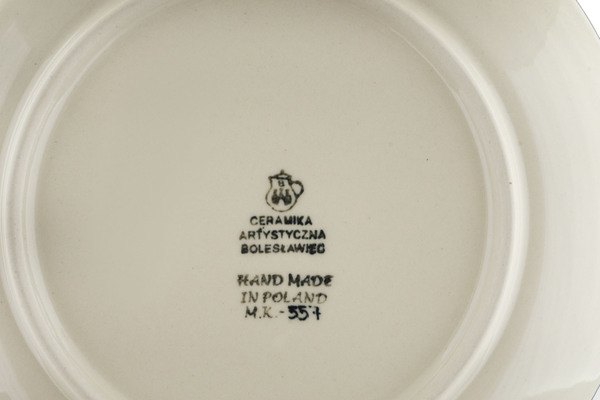 CERAMIKA
ARTYSTYCZNA
BOLESŁAWIEC
HAND MADE
IN POLAND
M.K.-557